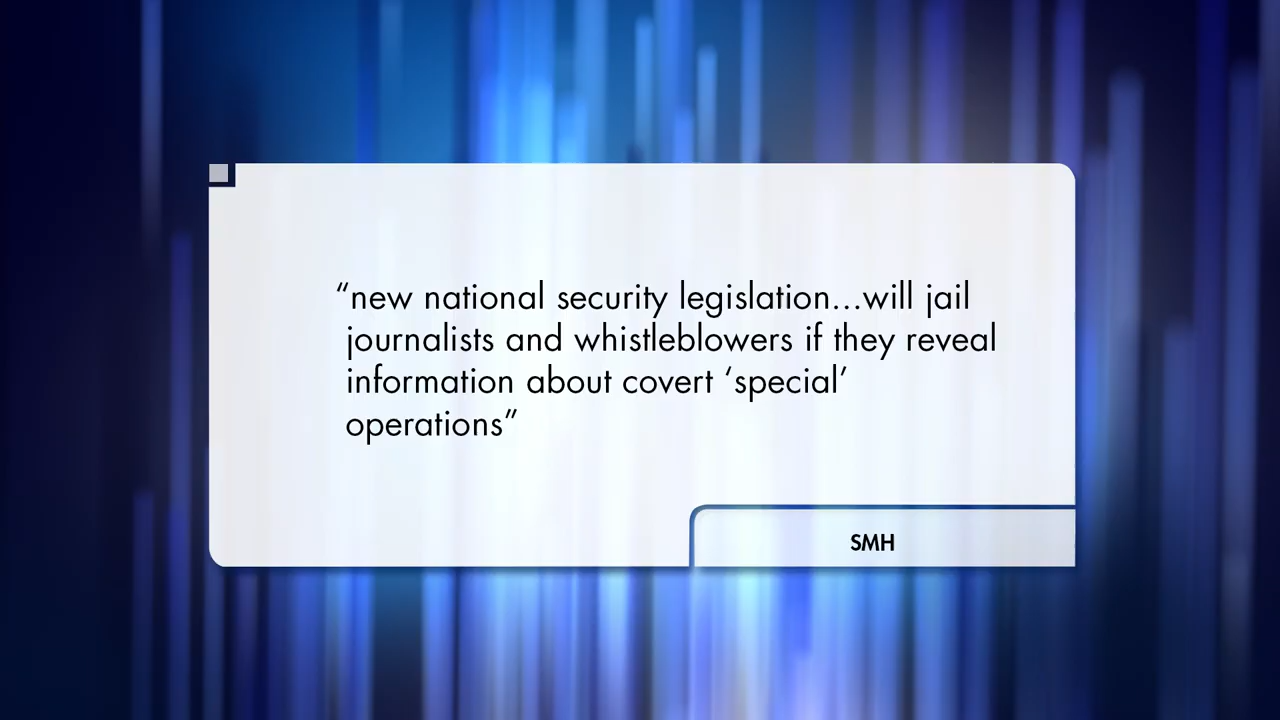 “new national security legislation...will jail
journalists and whistleblowers if they reveal
information about covert ‘special’
operations”
SMH